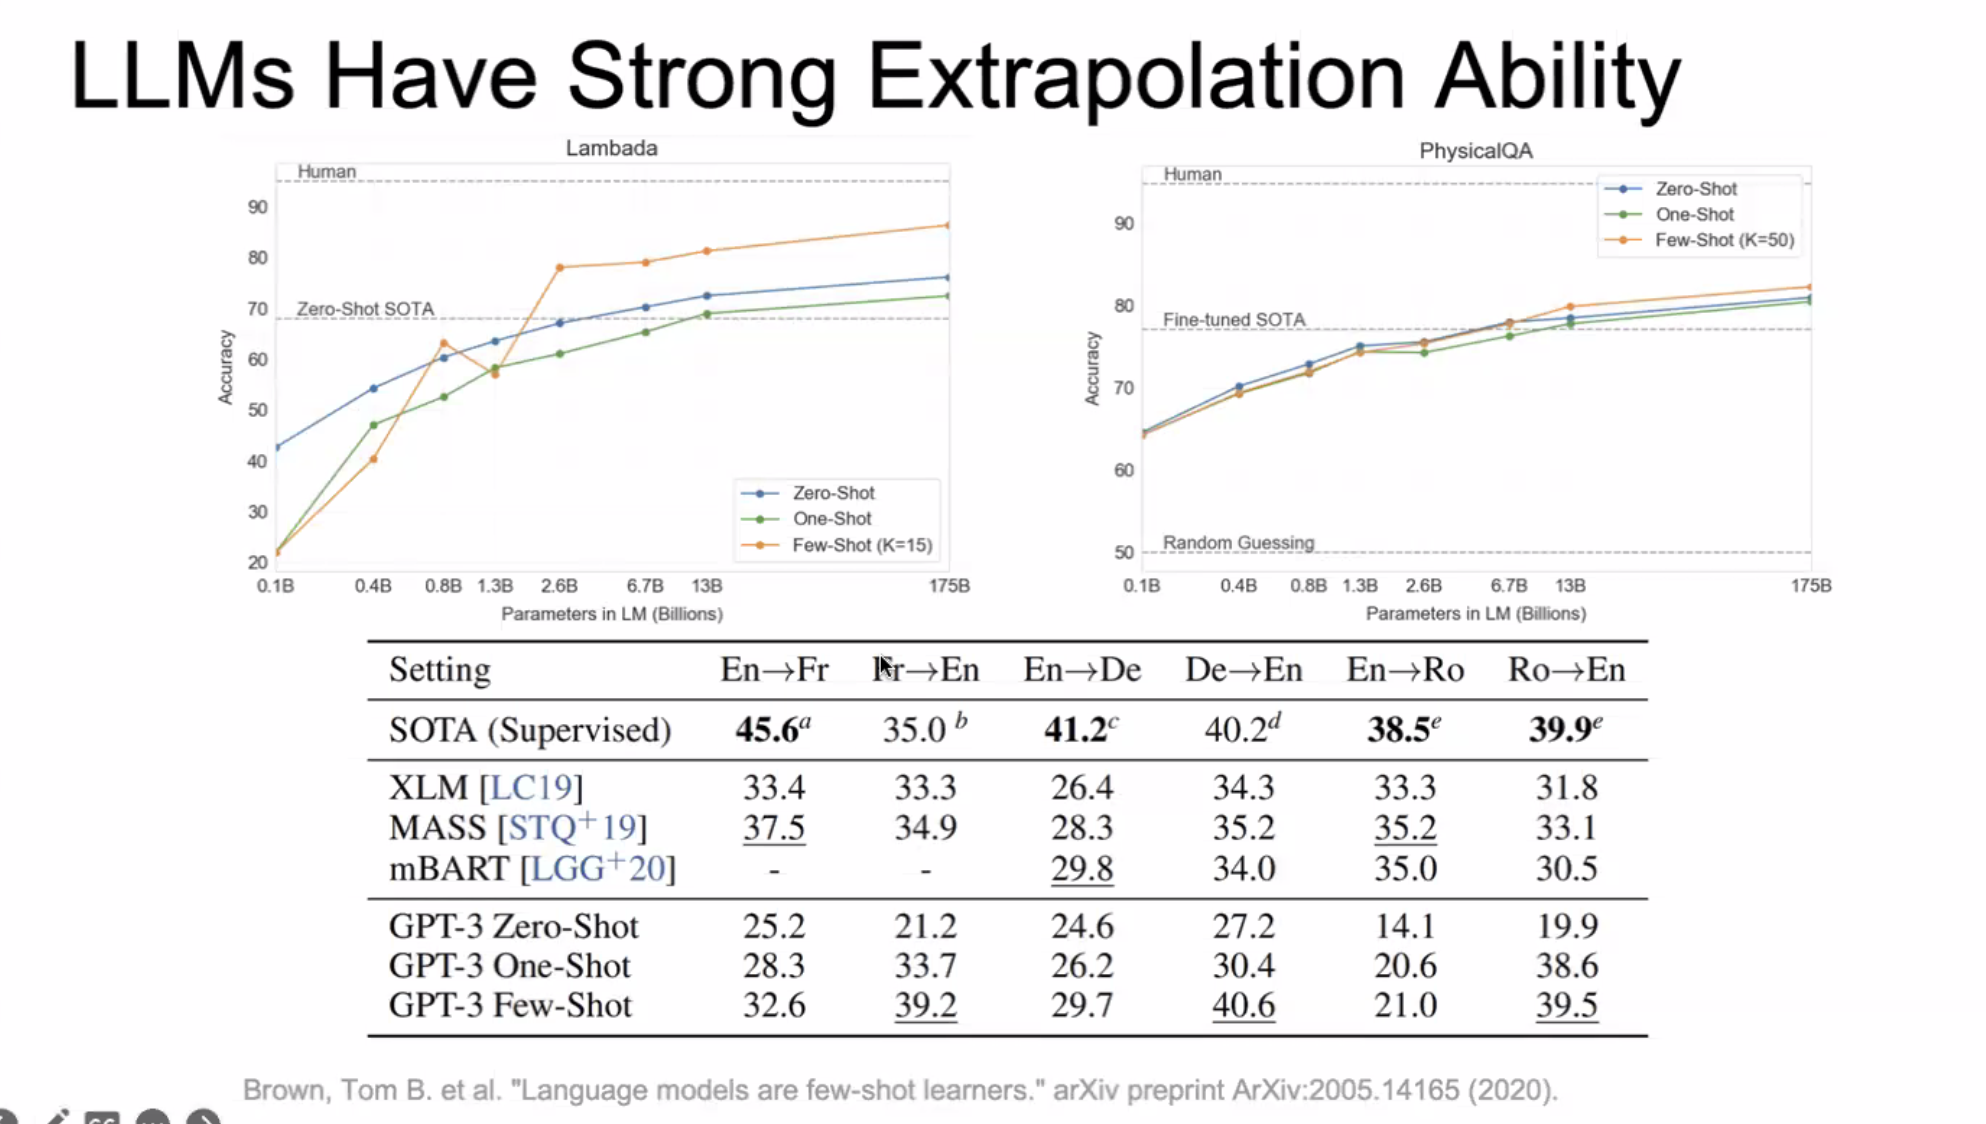 LLMs Have Strong Extrapolation Ability
Lambada
Human
Zero-Shot SOTA
Accuracy
90
80
70
60
50
40
30
20
Zero-Shot
One-Shot
Few-Shot (K=15)
0.1B 0.4B 0.8B 1.3B 2.6B 6.7B 13B 175B
Parameters in LM (Billions)
PhysicalQA
Human
Zero-Shot
One-Shot
Few-Shot (K=50)
Fine-tuned SOTA
Accuracy
90
80
70
60
50
Random Guessing
0.1B 0.4B 0.8B 1.3B 2.6B 6.7B 13B 175B
Parameters in LM (Billions)
Setting En→Fr Fr→En En→De De→En En→Ro Ro→En
SOTA (Supervised) 45.6a 35.0 b 41.2c 40.2d 38.5e 39.9e
XLM [LC19] 33.4 33.3 26.4 34.3 33.3 31.8
MASS [STQ+19] 37.5 34.9 28.3 35.2 35.2 33.1
mBART [LGG+20] - - 29.8 34.0 35.0 30.5
GPT-3 Zero-Shot 25.2 21.2 24.6 27.2 14.1 19.9
GPT-3 One-Shot 28.3 33.7 26.2 30.4 20.6 38.6
GPT-3 Few-Shot 32.6 39.2 29.7 40.6 21.0 39.5
Brown, Tom B. et al. "Language models are few-shot learners." arXiv preprint ArXiv:2005.14165 (2020).